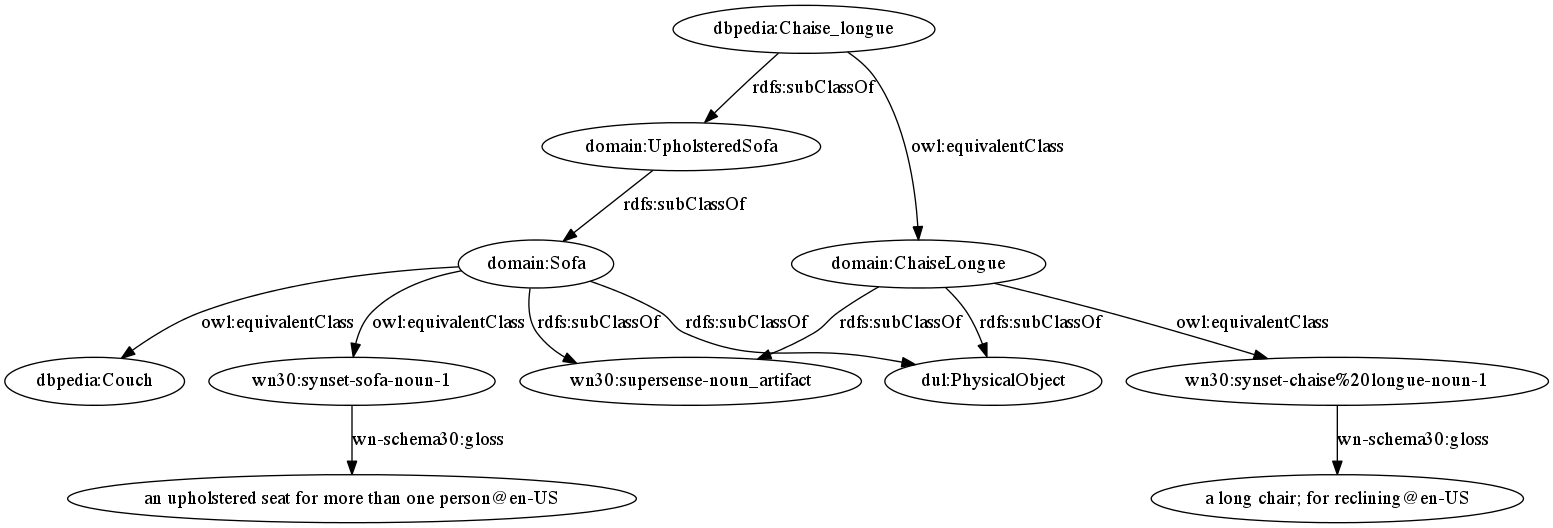 dbpedia:Chaise_longue
rdfs:subClassOf
domain:UpholsteredSofa
owl:equivalentClass
rdfs:subClassOf
domain:Sofa
domain:ChaiseLongue
owl:equivalentClass
owl:equivalentClass
rdfs:subClassOf
rdfs:subClassOf
rdfs:subClassOf
rdfs:subClassOf
owl:equivalentClass
dbpedia:Couch
wn30:synset-sofa-noun-1
wn30:supersense-noun_artifact
dul:PhysicalObject
wn30:synset-chaise%20longue-noun-1
wn-schema30:gloss
wn-schema30:gloss
an upholstered seat for more than one person@en-US
a long chair; for reclining@en-US